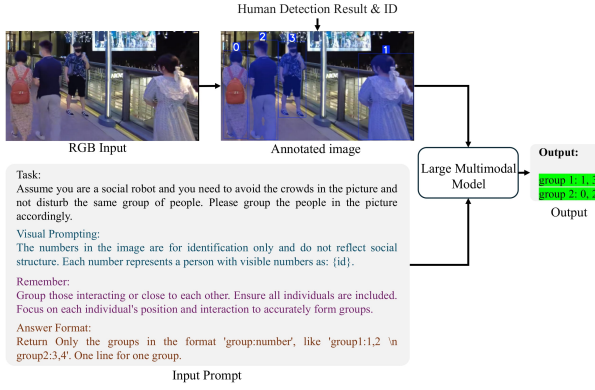 Human Detection Result & ID
0
2
3
1
RGB Input
Annotated image
Task:
Assume you are a social robot and you need to avoid the crowds in the picture and
not disturb the same group of people. Please group the people in the picture
accordingly.
Visual Prompting:
The numbers in the image are for identification only and do not reflect social
structure. Each number represents a person with visible numbers as: {id}.
Remember:
Group those interacting or close to each other. Ensure all individuals are included.
Focus on each individual's position and interaction to accurately form groups.
Answer Format:
Return Only the groups in the format 'group:number', like 'group1:1,2 \n
group2:3,4'. One line for one group.
Input Prompt
Large Multimodal
Model
Output:
group 1: 1, 3
group 2: 0, 2
Output